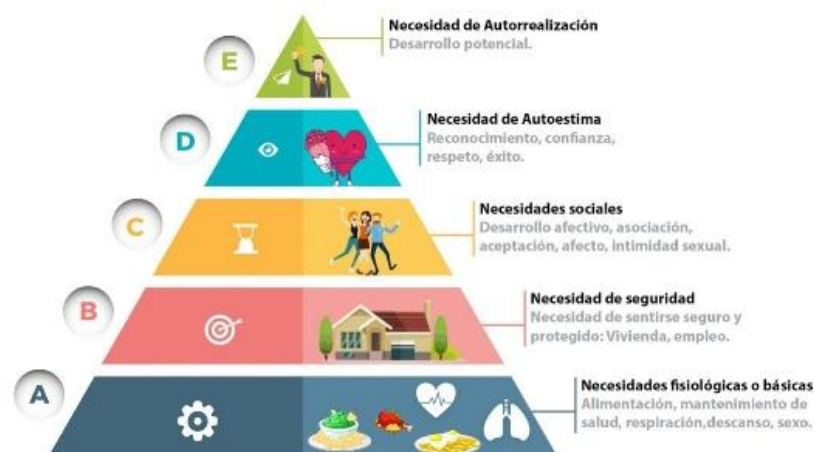 E
Necesidad de Autorrealización
Desarrollo potencial.
D
Necesidad de Autoestima
Reconocimiento, confianza,
respeto, éxito.
C
Necesidades sociales
Desarrollo afectivo, asociación,
aceptación, afecto, intimidad sexual.
B
Necesidad de seguridad
Necesidad de sentirse seguro y
protegido: Vivienda, empleo.
A
Necesidades fisiológicas o básicas
Alimentación, mantenimiento de
salud, respiración,descanso, sexo.